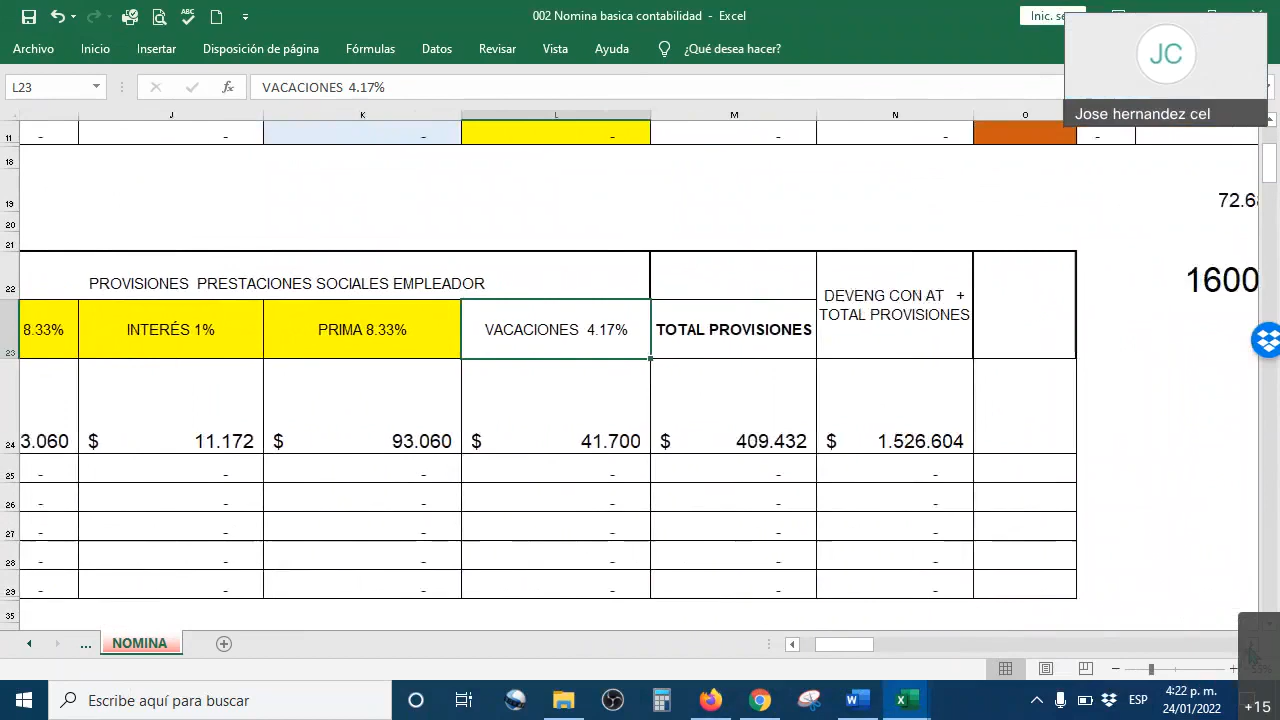 002 Nomina basica contabilidad - Excel
Inic. se
Archivo Inicio Insertar Disposición de página Fórmulas Datos Revisar Vista Ayuda ¿Qué desea hacer?
JC
Jose hernandez cel
L23 fx VACACIONES 4.17%
J K L M N O
11 - - - - - - -
18
19 72.6
20
21
22 PROVISIONES PRESTACIONES SOCIALES EMPLEADOR
1600
DEVENG CON AT +
TOTAL PROVISIONES
23 8.33% INTERÉS 1% PRIMA 8.33% VACACIONES 4.17% TOTAL PROVISIONES
24 3.060 $ 11.172 $ 93.060 $ 41.700 $ 409.432 $ 1.526.604
25 - - - - - -
26 - - - - - -
27 - - - - - -
28 - - - - - -
29 - - - - - -
35
... NOMINA
Escribe aquí para buscar
ESP
4:22 p. m.
24/01/2022
+15